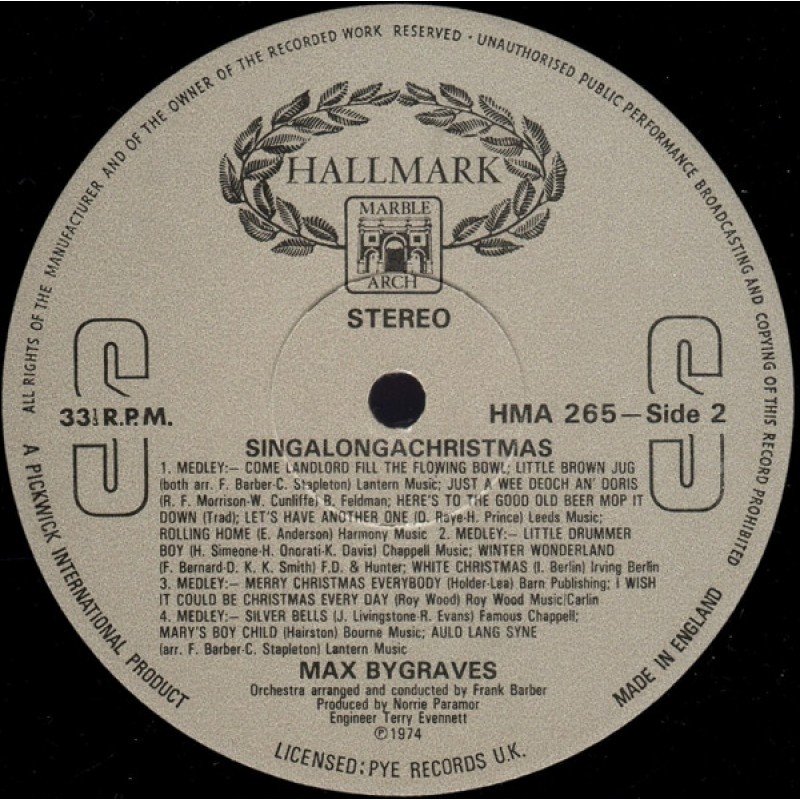 ALL RIGHTS OF THE MANUFACTURER AND OF THE OWNER OF THE RECORDED WORK RESERVED · UNAUTHORISED PUBLIC PERFORMANCE BROADCASTING AND COPYING OF THIS RECORD PROHIBITED
HALLMARK
MARBLE
ARCH
STEREO
S
S
33⅓ R.P.M.
HMA 265 – Side 2
SINGALONGACHRISTMAS
1. MEDLEY:– COME LANDLORD FILL THE FLOWING BOWL; LITTLE BROWN JUG
(both arr. F. Barber-C. Stapleton) Lantern Music; JUST A WEE DEOCH AN' DORIS
(R. F. Morrison-W. Cunliffe) B. Feldman; HERE'S TO THE GOOD OLD BEER MOP IT
DOWN (Trad); LET'S HAVE ANOTHER ONE (D. Raye-H. Prince) Leeds Music;
ROLLING HOME (E. Anderson) Harmony Music 2. MEDLEY:– LITTLE DRUMMER
BOY (H. Simeone-H. Onorati-K. Davis) Chappell Music; WINTER WONDERLAND
(F. Bernard-D. K. K. Smith) F.D. & Hunter; WHITE CHRISTMAS (I. Berlin) Irving Berlin
3. MEDLEY:– MERRY CHRISTMAS EVERYBODY (Holder-Lea) Barn Publishing; I WISH
IT COULD BE CHRISTMAS EVERY DAY (Roy Wood) Roy Wood Music/Carlin
4. MEDLEY:– SILVER BELLS (J. Livingstone-R. Evans) Famous Chappell;
MARY'S BOY CHILD (Hairston) Bourne Music; AULD LANG SYNE
(arr. F. Barber-C. Stapleton) Lantern Music
MAX BYGRAVES
Orchestra arranged and conducted by Frank Barber
Produced by Norrie Paramor
Engineer Terry Evennett
℗1974
A PICKWICK INTERNATIONAL PRODUCT
LICENSED: PYE RECORDS U.K.
MADE IN ENGLAND